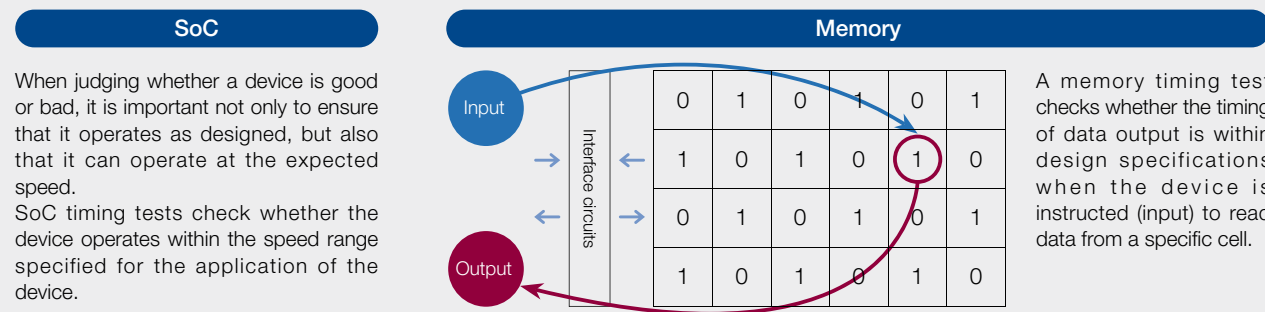 SoC
When judging whether a device is good
or bad, it is important not only to ensure
that it operates as designed, but also
that it can operate at the expected
speed.
SoC timing tests check whether the
device operates within the speed range
specified for the application of the
device.
Memory
Input
Output
Interface circuits
0 1 0 1 0 1
1 0 1 0 1 0
0 1 0 1 0 1
1 0 1 0 1 0
A memory timing test
checks whether the timing
of data output is within
design specifications
when the device is
instructed (input) to read
data from a specific cell.